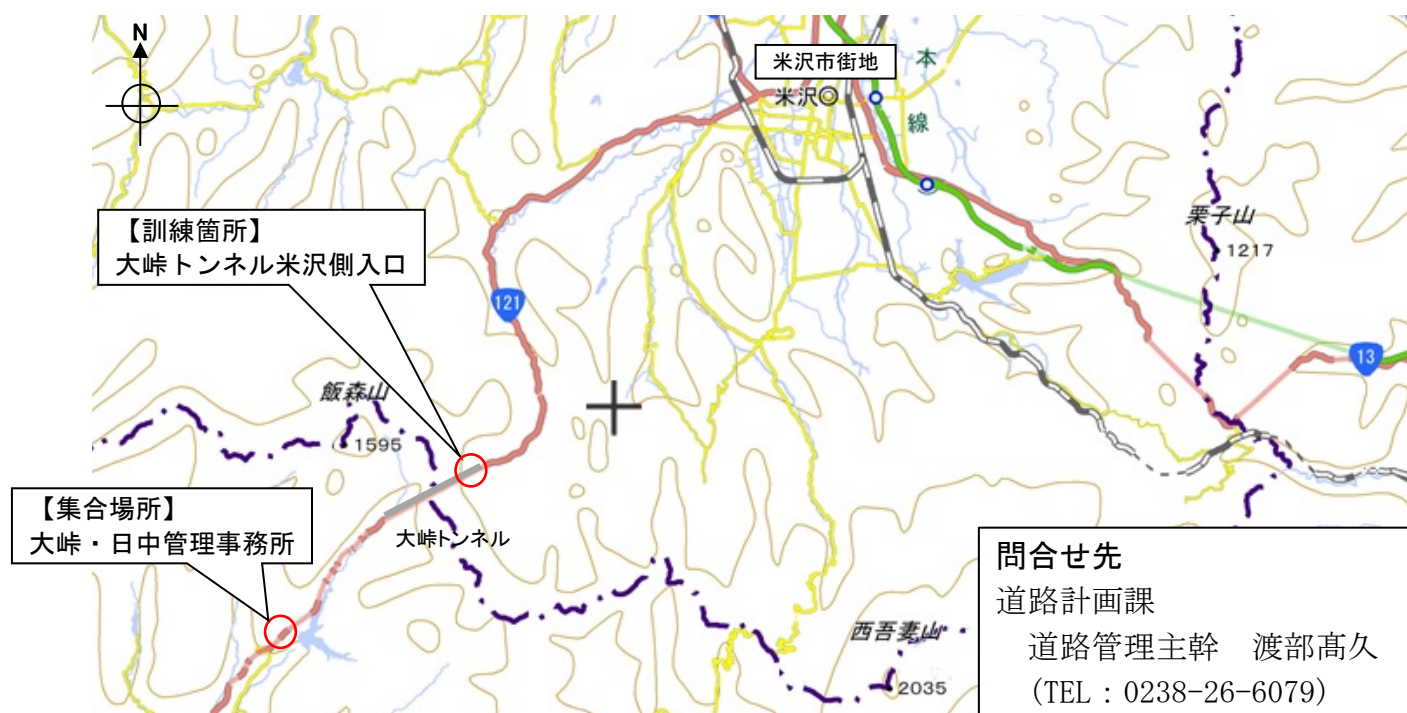 N
米沢市街地
本
線
米沢
【訓練箇所】
大峠トンネル米沢側入口
栗子山
1217
121
13
飯森山
1595
【集合場所】
大峠・日中管理事務所
大峠トンネル
西吾妻山
2035
問合せ先
道路計画課
道路管理主幹　渡部髙久
(TEL：0238-26-6079)